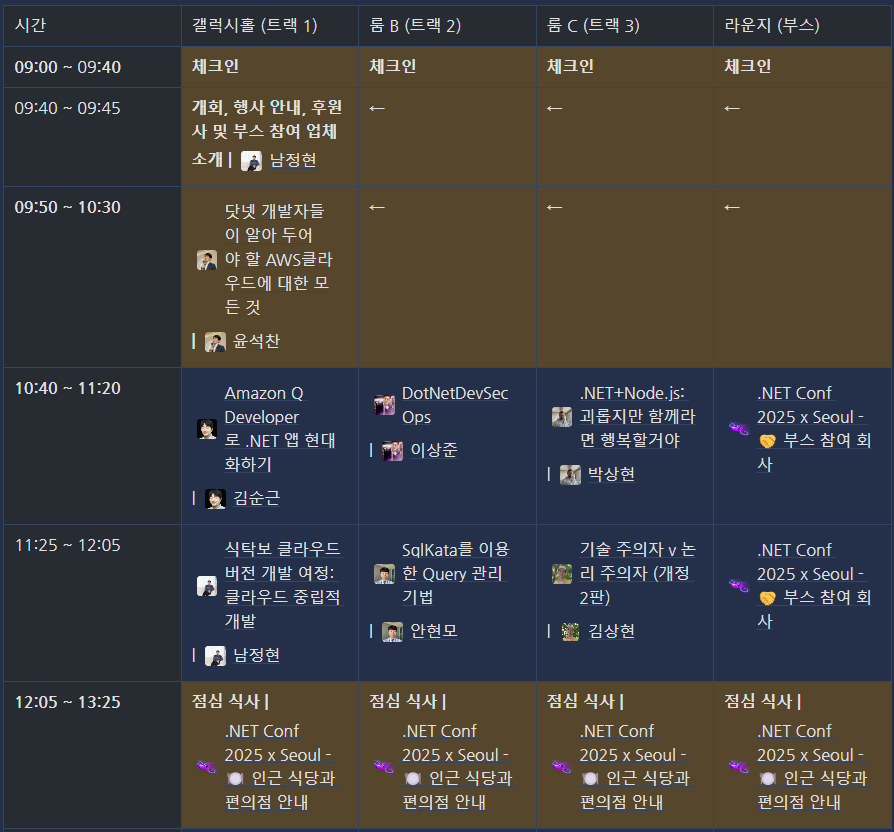 시간
갤럭시홀 (트랙 1)
룸 B (트랙 2)
룸 C (트랙 3)
라운지 (부스)
09:00 ~ 09:40
체크인
체크인
체크인
체크인
09:40 ~ 09:45
개회, 행사 안내, 후원
사 및 부스 참여 업체
소개 | 남정현
←
←
←
09:50 ~ 10:30
닷넷 개발자들
이 알아 두어
야 할 AWS클라
우드에 대한 모
든 것
| 윤석찬
←
←
←
10:40 ~ 11:20
Amazon Q
Developer
로 .NET 앱 현대
화하기
| 김순근
DotNetDevSec
Ops
| 이상준
.NET+Node.js:
괴롭지만 함께라
면 행복할거야
| 박상현
.NET Conf
2025 x Seoul -
🤝 부스 참여 회
사
11:25 ~ 12:05
식탁보 클라우드
버전 개발 여정:
클라우드 중립적
개발
| 남정현
SqlKata를 이용
한 Query 관리
기법
| 안현모
기술 주의자 v 논
리 주의자 (개정
2판)
| 김상현
.NET Conf
2025 x Seoul -
🤝 부스 참여 회
사
12:05 ~ 13:25
점심 식사 |
.NET Conf
2025 x Seoul -
🍽️ 인근 식당과
편의점 안내
점심 식사 |
.NET Conf
2025 x Seoul -
🍽️ 인근 식당과
편의점 안내
점심 식사 |
.NET Conf
2025 x Seoul -
🍽️ 인근 식당과
편의점 안내
점심 식사 |
.NET Conf
2025 x Seoul -
🍽️ 인근 식당과
편의점 안내